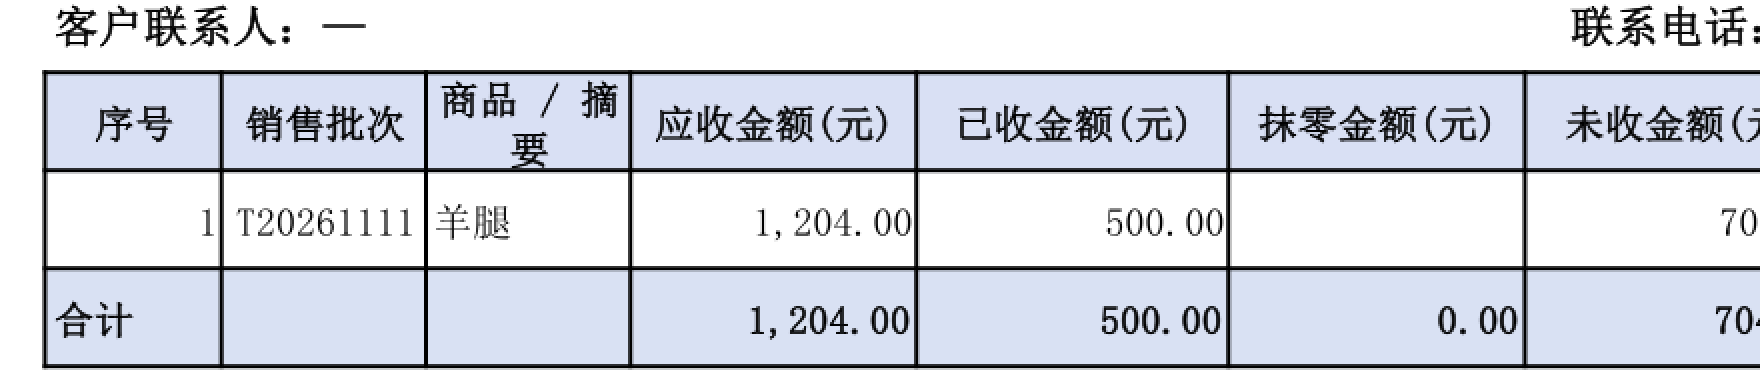 客户联系人：— 联系电话：
序号 销售批次 商品 / 摘要 应收金额(元) 已收金额(元) 抹零金额(元) 未收金额(
1 T20261111 羊腿 1,204.00 500.00 70
合计 1,204.00 500.00 0.00 70